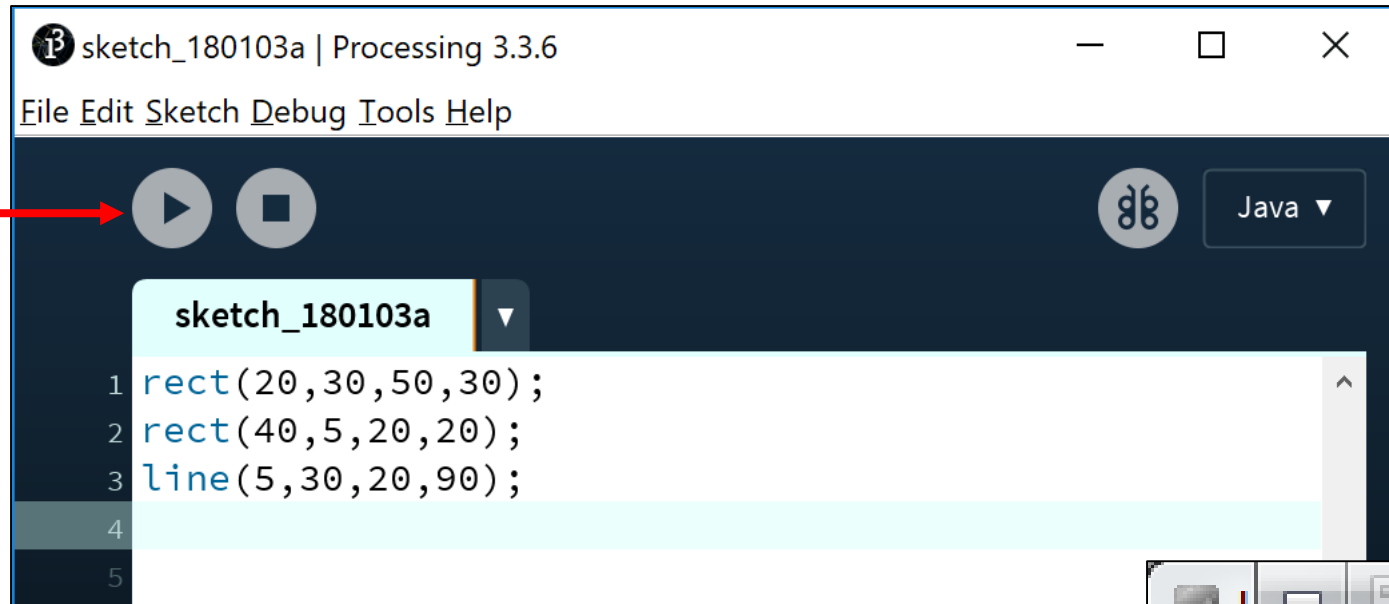 sketch_180103a | Processing 3.3.6
File Edit Sketch Debug Tools Help
Java ▼
sketch_180103a ▼
1 rect(20,30,50,30);
2 rect(40,5,20,20);
3 line(5,30,20,90);
4
5